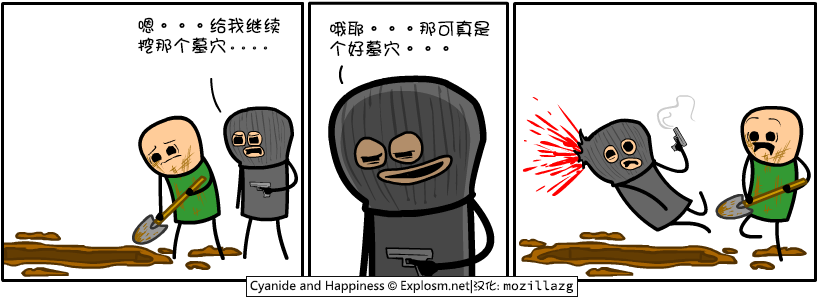 嗯・・・给我继续
挖那个墓穴・・・・
哦耶・・・那可真是
个好墓穴・・・
Cyanide and Happiness © Explosm.net|汉化: mozillazg